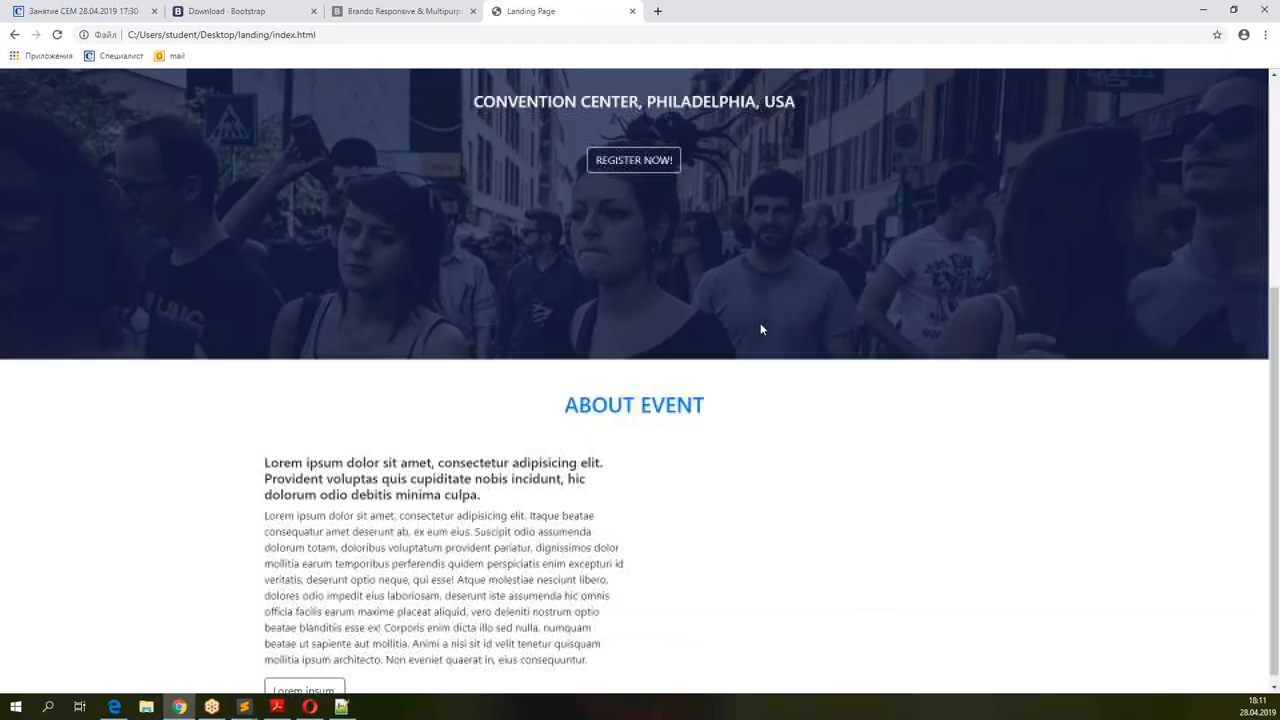 Занятие СЕМ 28.04.2019 17:30
Download · Bootstrap
Brando Responsive & Multipurp
Landing Page
Файл
C:/Users/student/Desktop/landing/index.html
Приложения
Специалист
mail
CONVENTION CENTER, PHILADELPHIA, USA
REGISTER NOW!
ABOUT EVENT
Lorem ipsum dolor sit amet, consectetur adipisicing elit.
Provident voluptas quis cupiditate nobis incidunt, hic
dolorum odio debitis minima culpa.
Lorem ipsum dolor sit amet, consectetur adipisicing elit. Itaque beatae
consequatur amet deserunt ab, ex eum eius. Suscipit odio assumenda
dolorum totam, doloribus voluptatum provident pariatur, dignissimos dolor
mollitia earum temporibus perferendis quidem perspiciatis enim excepturi id
veritatis, deserunt optio neque, qui esse! Atque molestiae nesciunt libero,
dolores odio impedit eius laboriosam, deserunt iste assumenda hic omnis
officia facilis earum maxime placeat aliquid, vero deleniti nostrum optio
beatae blanditiis esse ex! Corporis enim dicta illo sed nulla, numquam
beatae ut sapiente aut mollitia. Animi a nisi sit id velit tenetur quisquam
mollitia ipsum architecto. Non eveniet quaerat in, eius consequuntur.
Lorem ipsum
18:11
28.04.2019